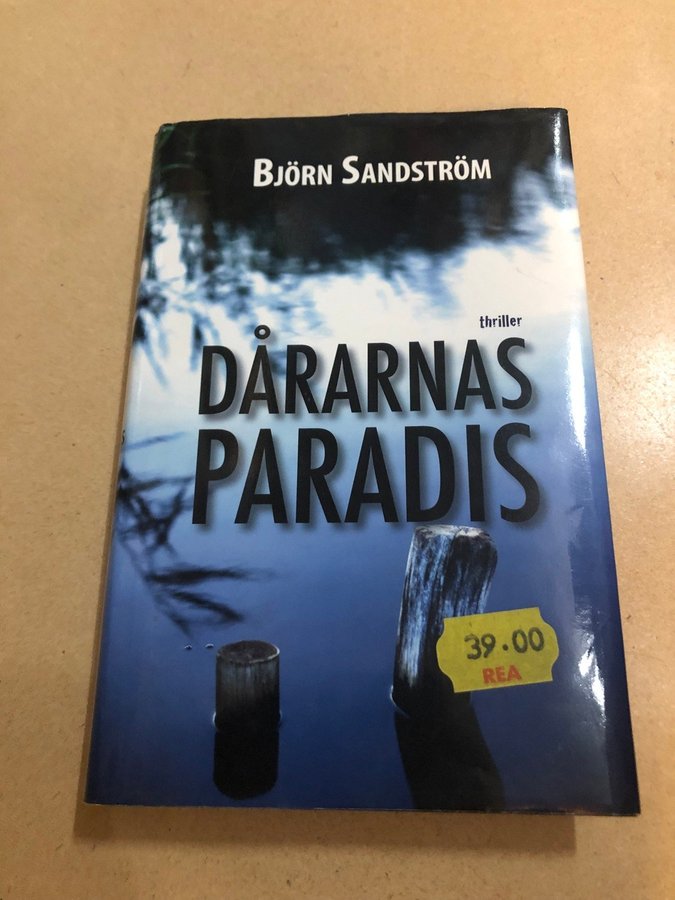 BJÖRN SANDSTRÖM
thriller
DÅRARNAS
PARADIS
39.00
REA